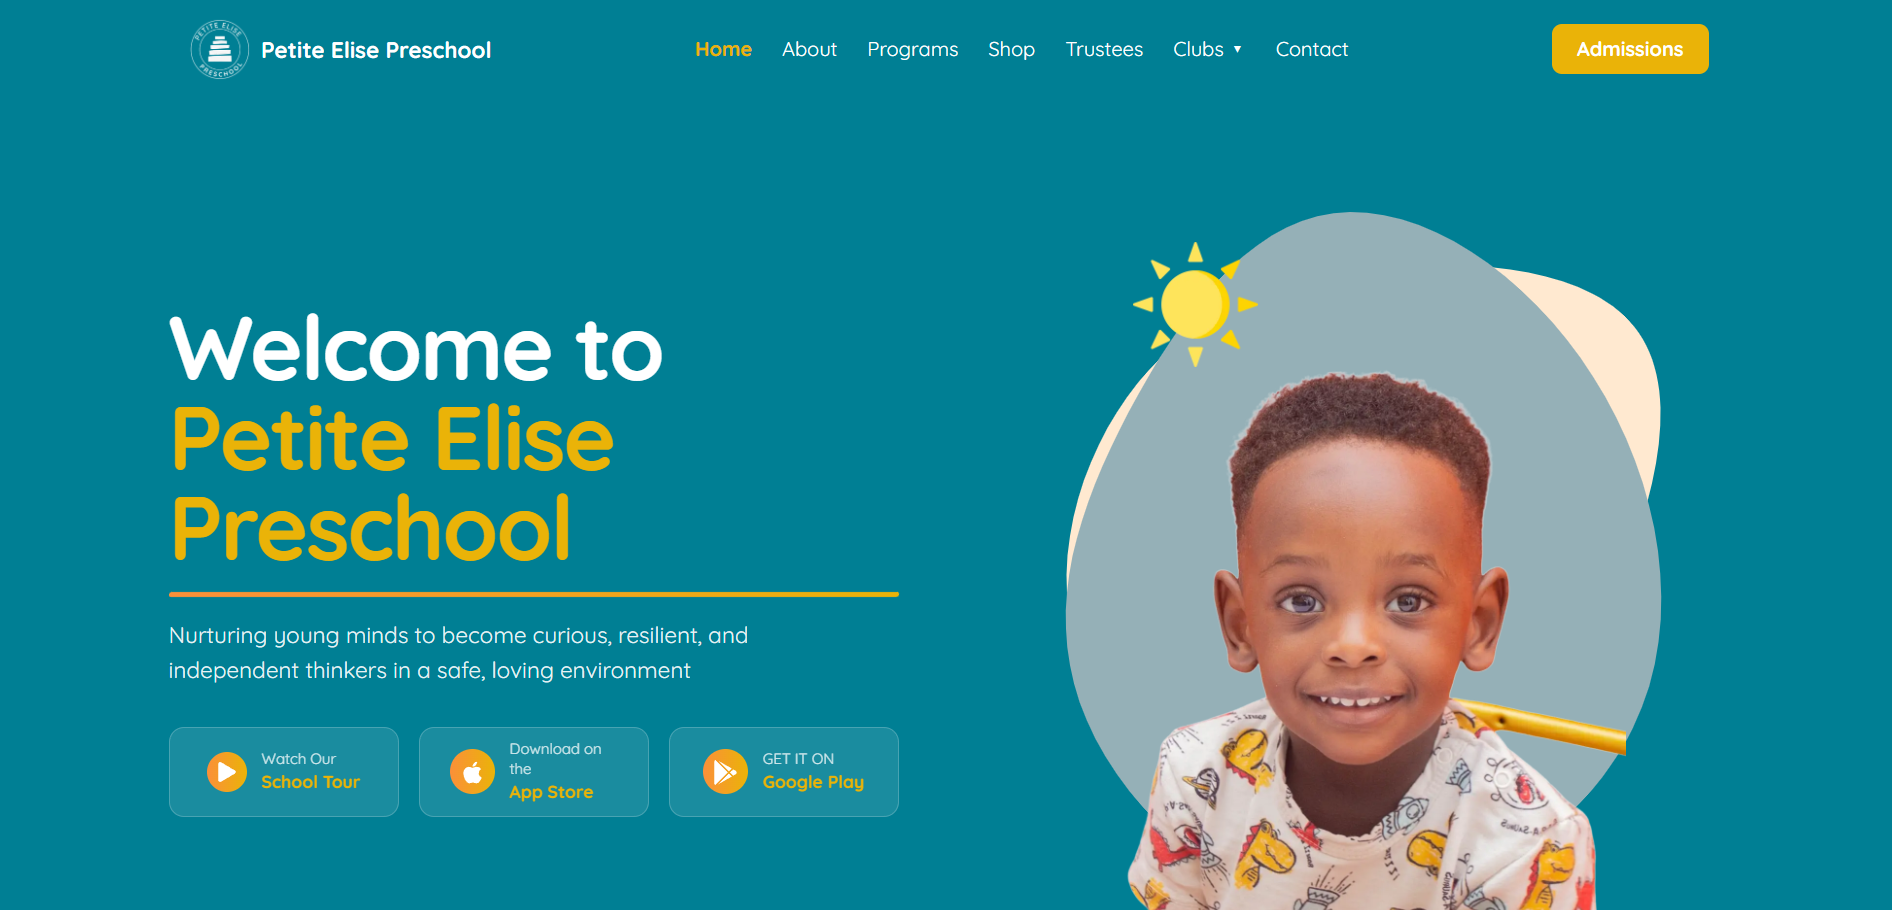 PETITE ELISE
PRESCHOOL
Petite Elise Preschool
Home
About
Programs
Shop
Trustees
Clubs
Contact
Admissions
Welcome to
Petite Elise
Preschool
Nurturing young minds to become curious, resilient, and
independent thinkers in a safe, loving environment
Watch Our
School Tour
Download on
the
App Store
GET IT ON
Google Play